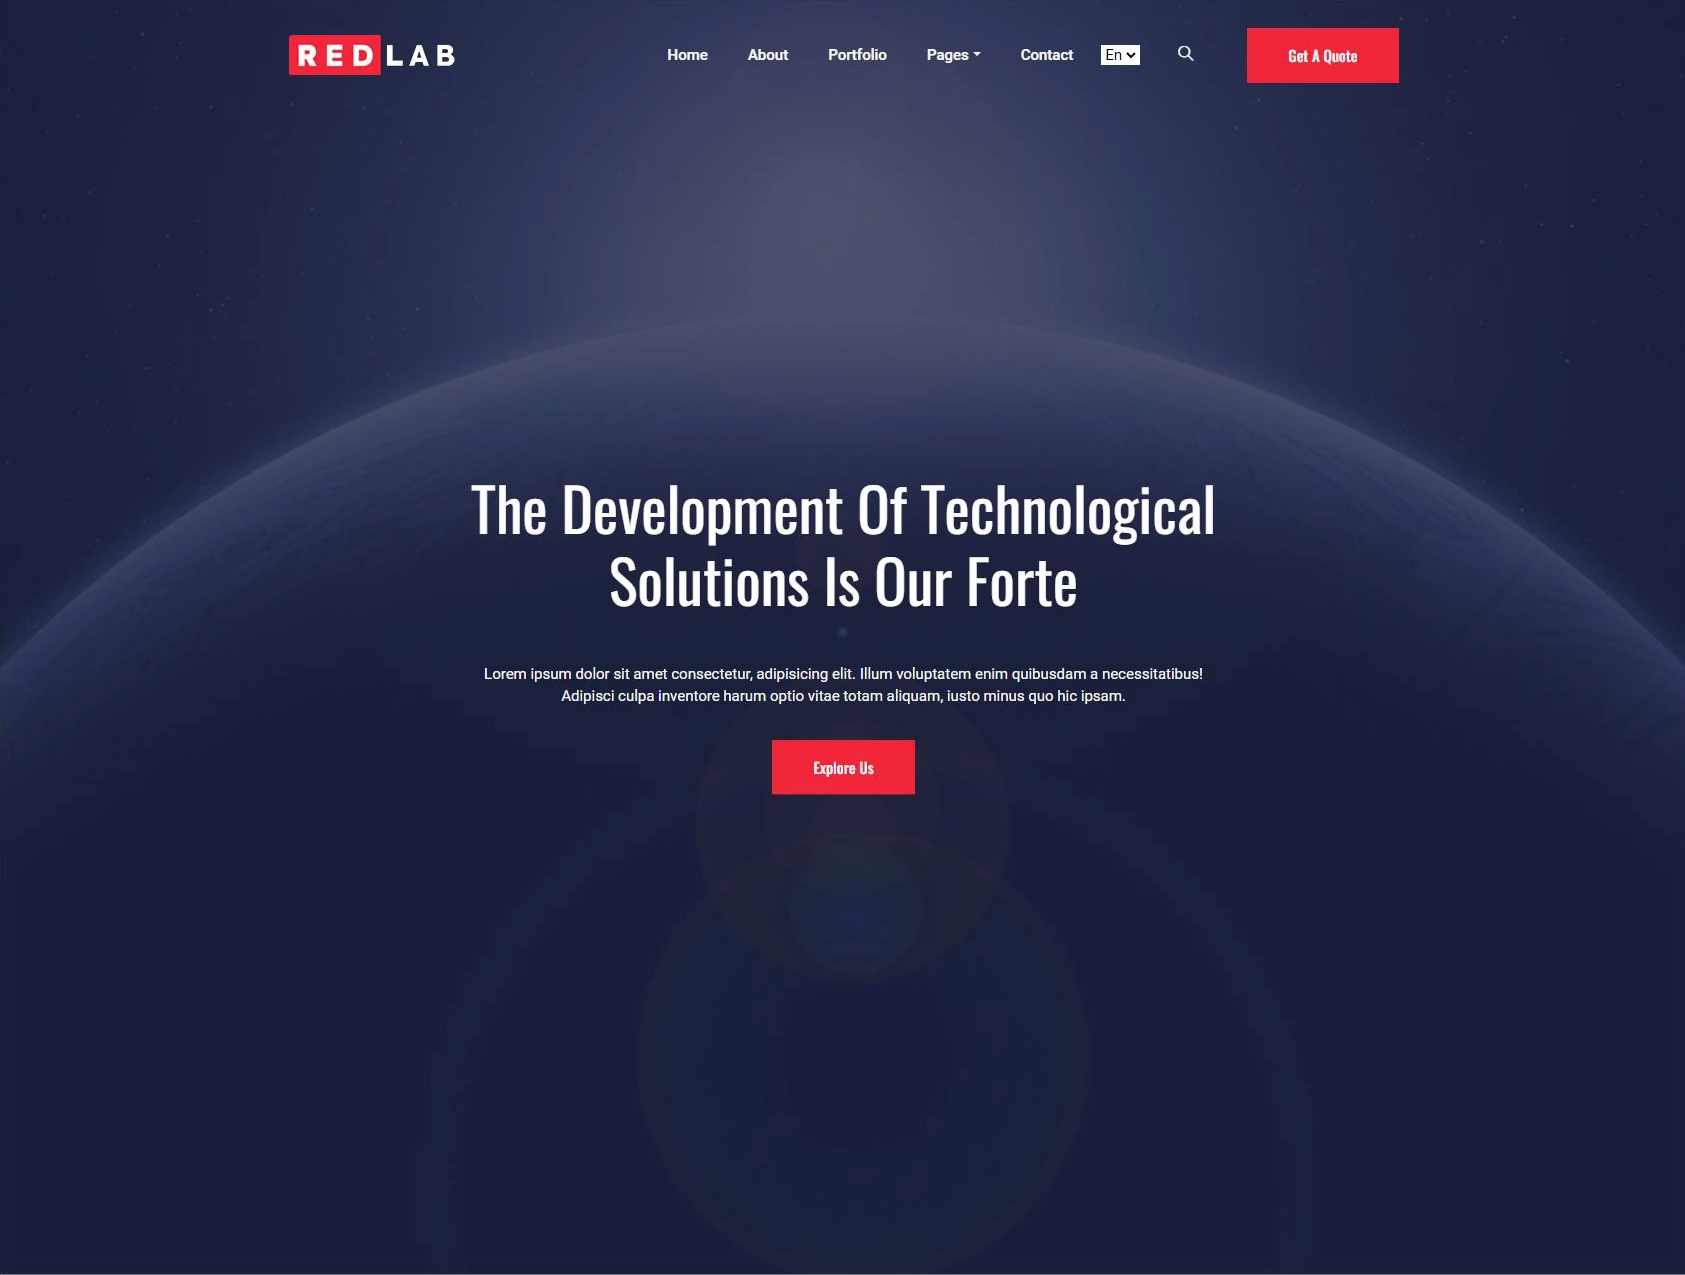 REDLAB
Home About Portfolio Pages Contact En Get A Quote
The Development Of Technological
Solutions Is Our Forte
Lorem ipsum dolor sit amet consectetur, adipisicing elit. Illum voluptatem enim quibusdam a necessitatibus!
Adipisci culpa inventore harum optio vitae totam aliquam, iusto minus quo hic ipsam.
Explore Us